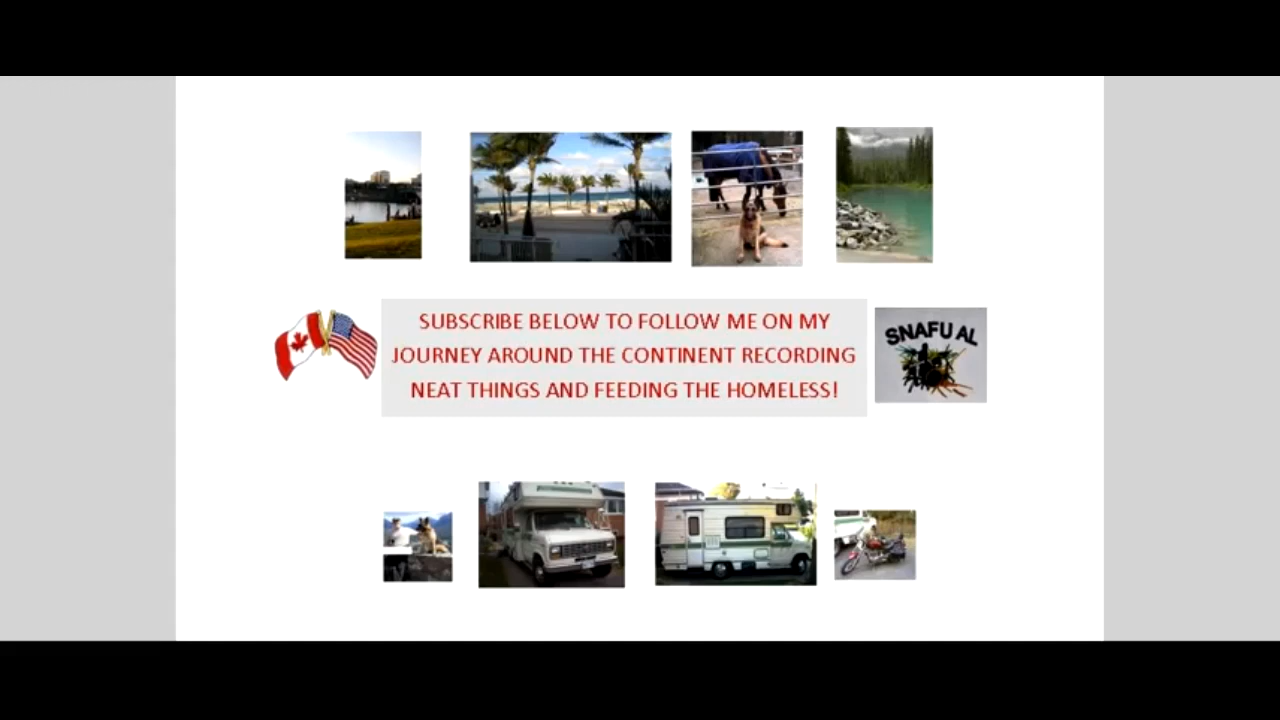 SUBSCRIBE BELOW TO FOLLOW ME ON MY
JOURNEY AROUND THE CONTINENT RECORDING
NEAT THINGS AND FEEDING THE HOMELESS!
SNAFU AL